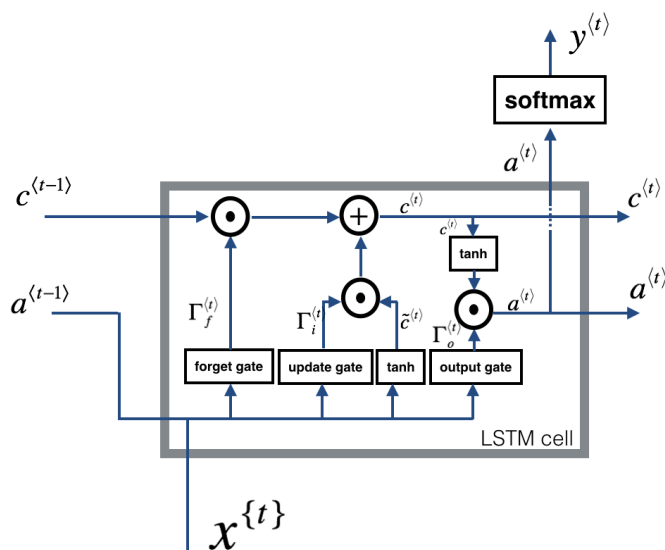 y⟨t⟩
softmax
a⟨t⟩
c⟨t−1⟩
c⟨t⟩
c⟨t⟩
c⟨t⟩
tanh
a⟨t−1⟩
Γf⟨t⟩
Γi⟨t⟩
c̃⟨t⟩
Γo⟨t⟩
a⟨t⟩
a⟨t⟩
forget gate
update gate
tanh
output gate
LSTM cell
x{t}